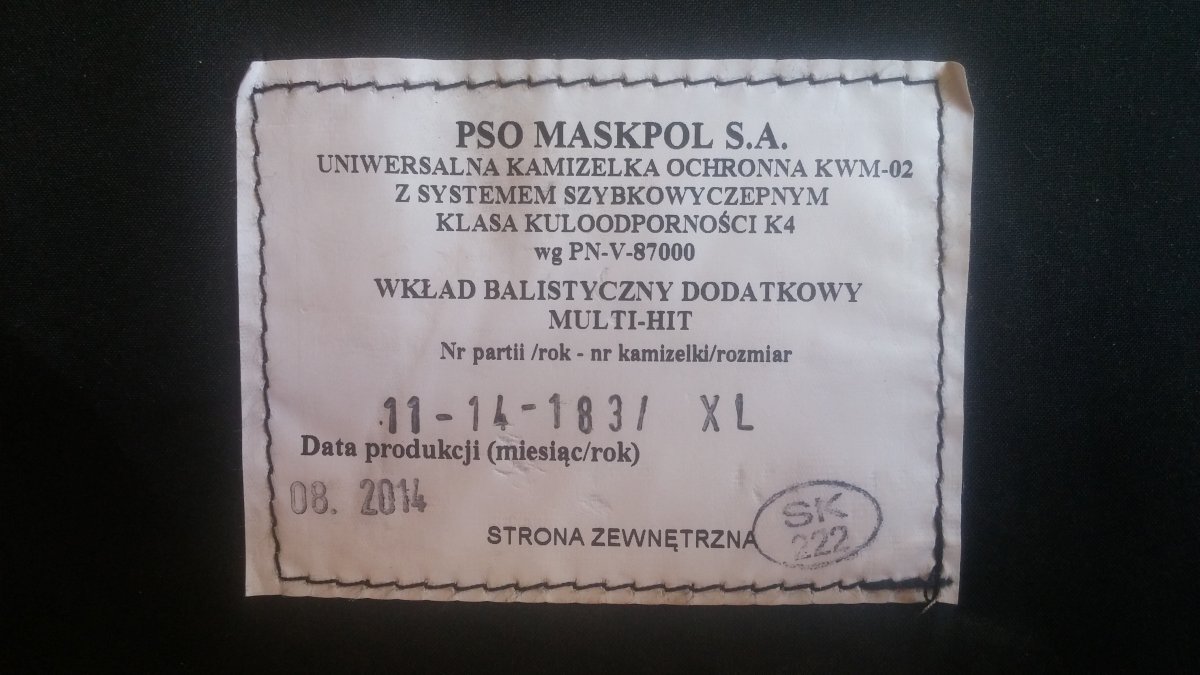 PSO MASKPOL S.A.
UNIWERSALNA KAMIZELKA OCHRONNA KWM-02
Z SYSTEMEM SZYBKOWYCZEPNYM
KLASA KULOODPORNOŚCI K4
wg PN-V-87000
WKŁAD BALISTYCZNY DODATKOWY
MULTI-HIT
Nr partii /rok - nr kamizelki/rozmiar
11-14-183/ XL
Data produkcji (miesiąc/rok)
08. 2014
STRONA ZEWNĘTRZNA
SK
222